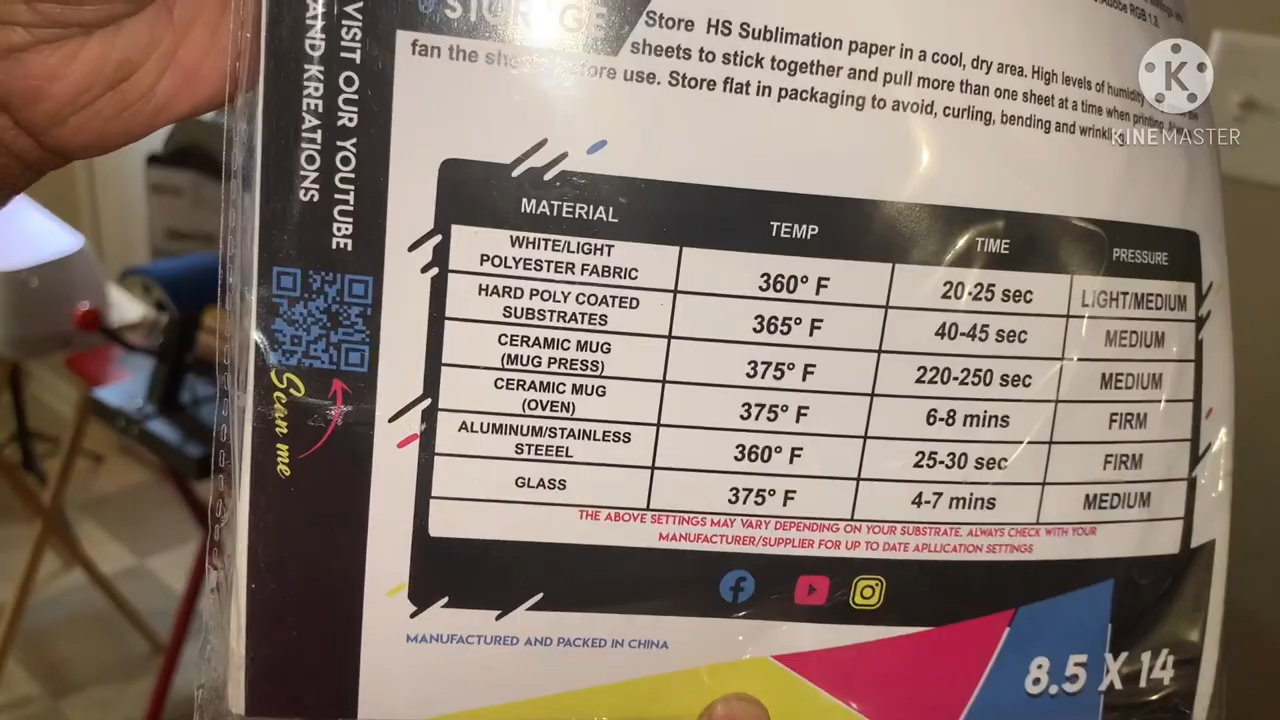 Adobe RGB 1.
STORAGE
Store HS Sublimation paper in a cool, dry area. High levels of humidity
sheets to stick together and pull more than one sheet at a time when printing.
fan the before use. Store flat in packaging to avoid, curling, bending and wrinkling
KINEMASTER
VISIT OUR YOUTUBE
AND KREATIONS
Scan me
MATERIAL TEMP TIME PRESSURE
WHITE/LIGHT
POLYESTER FABRIC 360° F 20-25 sec LIGHT/MEDIUM
HARD POLY COATED
SUBSTRATES 365° F 40-45 sec MEDIUM
CERAMIC MUG
(MUG PRESS) 375° F 220-250 sec MEDIUM
CERAMIC MUG
(OVEN) 375° F 6-8 mins FIRM
ALUMINUM/STAINLESS
STEEEL 360° F 25-30 sec FIRM
GLASS 375° F 4-7 mins MEDIUM
THE ABOVE SETTINGS MAY VARY DEPENDING ON YOUR SUBSTRATE. ALWAYS CHECK WITH YOUR
MANUFACTURER/SUPPLIER FOR UP TO DATE APLLICATION SETTINGS
MANUFACTURED AND PACKED IN CHINA
8.5 X 14